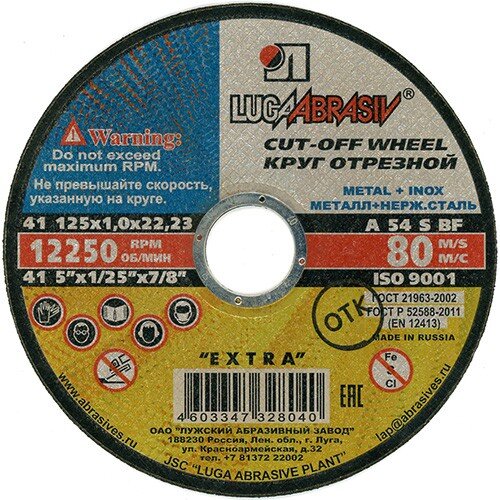 LUGAABRASIV®
CUT-OFF WHEEL
КРУГ ОТРЕЗНОЙ
METAL + INOX
МЕТАЛЛ+НЕРЖ.СТАЛЬ
Warning:
Do not exceed
maximum RPM.
Не превышайте скорость,
указанную на круге.
41 125x1,0x22,23
A 54 S BF
12250 RPM
ОБ/МИН
80 M/S
М/С
41 5"x1/25"x7/8"
ISO 9001
ГОСТ 21963-2002
ГОСТ Р 52588-2011
(EN 12413)
MADE IN RUSSIA
ОТК
"EXTRA"
Fe
S
Cl
EAC
4603347328040
www.abrasives.ru
lap@abrasives.ru
ОАО "ЛУЖСКИЙ АБРАЗИВНЫЙ ЗАВОД"
188230 Россия, Лен. обл., г. Луга,
ул. Красноармейская, д.32
тел. +7 81372 22002
JSC "LUGA ABRASIVE PLANT"